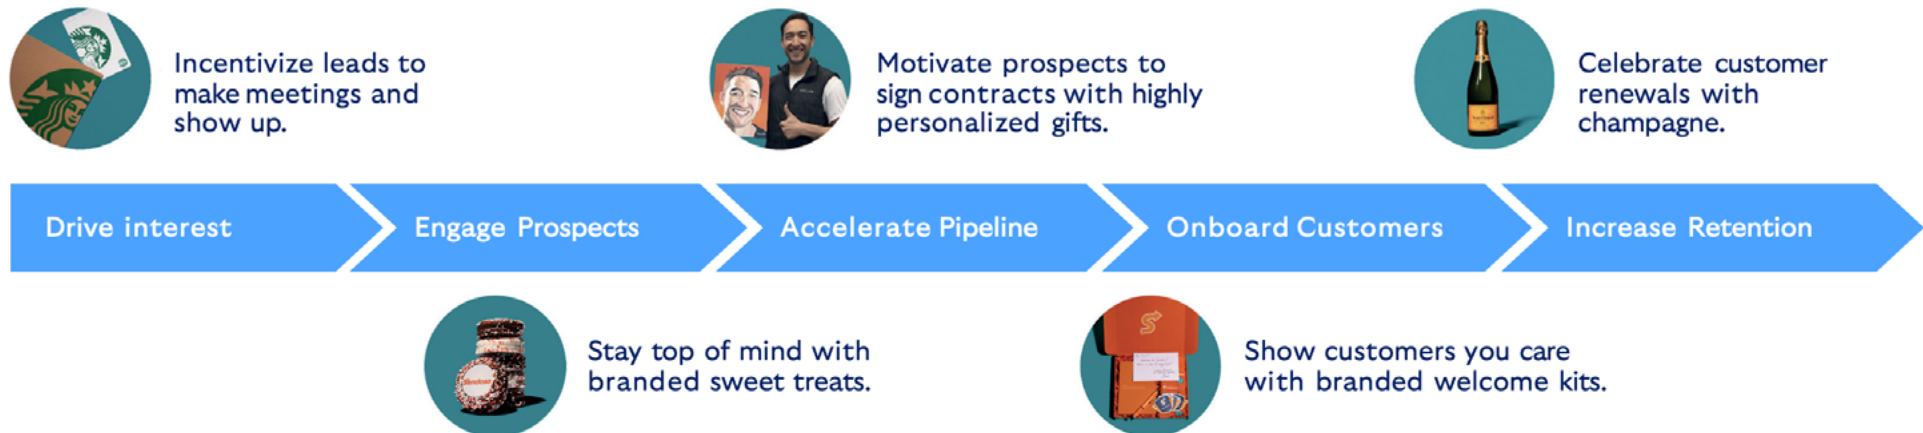 Incentivize leads to
make meetings and
show up.
Motivate prospects to
sign contracts with highly
personalized gifts.
Celebrate customer
renewals with
champagne.
Drive interest
Engage Prospects
Accelerate Pipeline
Onboard Customers
Increase Retention
Stay top of mind with
branded sweet treats.
Show customers you care
with branded welcome kits.